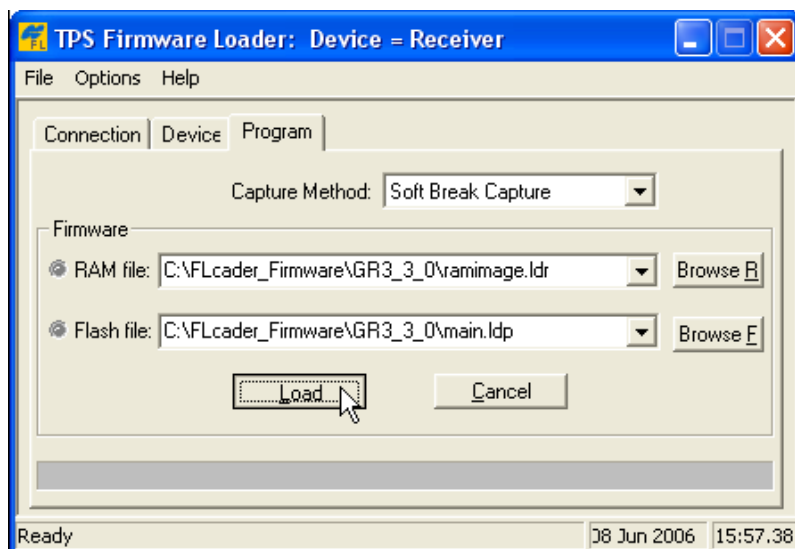 TPS Firmware Loader: Device = Receiver
File Options Help
Connection Device Program
Capture Method: Soft Break Capture
Firmware
RAM file: C:\FLcader_Firmware\GR3_3_0\ramimage.ldr Browse R
Flash file: C:\FLcader_Firmware\GR3_3_0\main.ldp Browse F
Load Cancel
Ready 08 Jun 2006 15:57.38